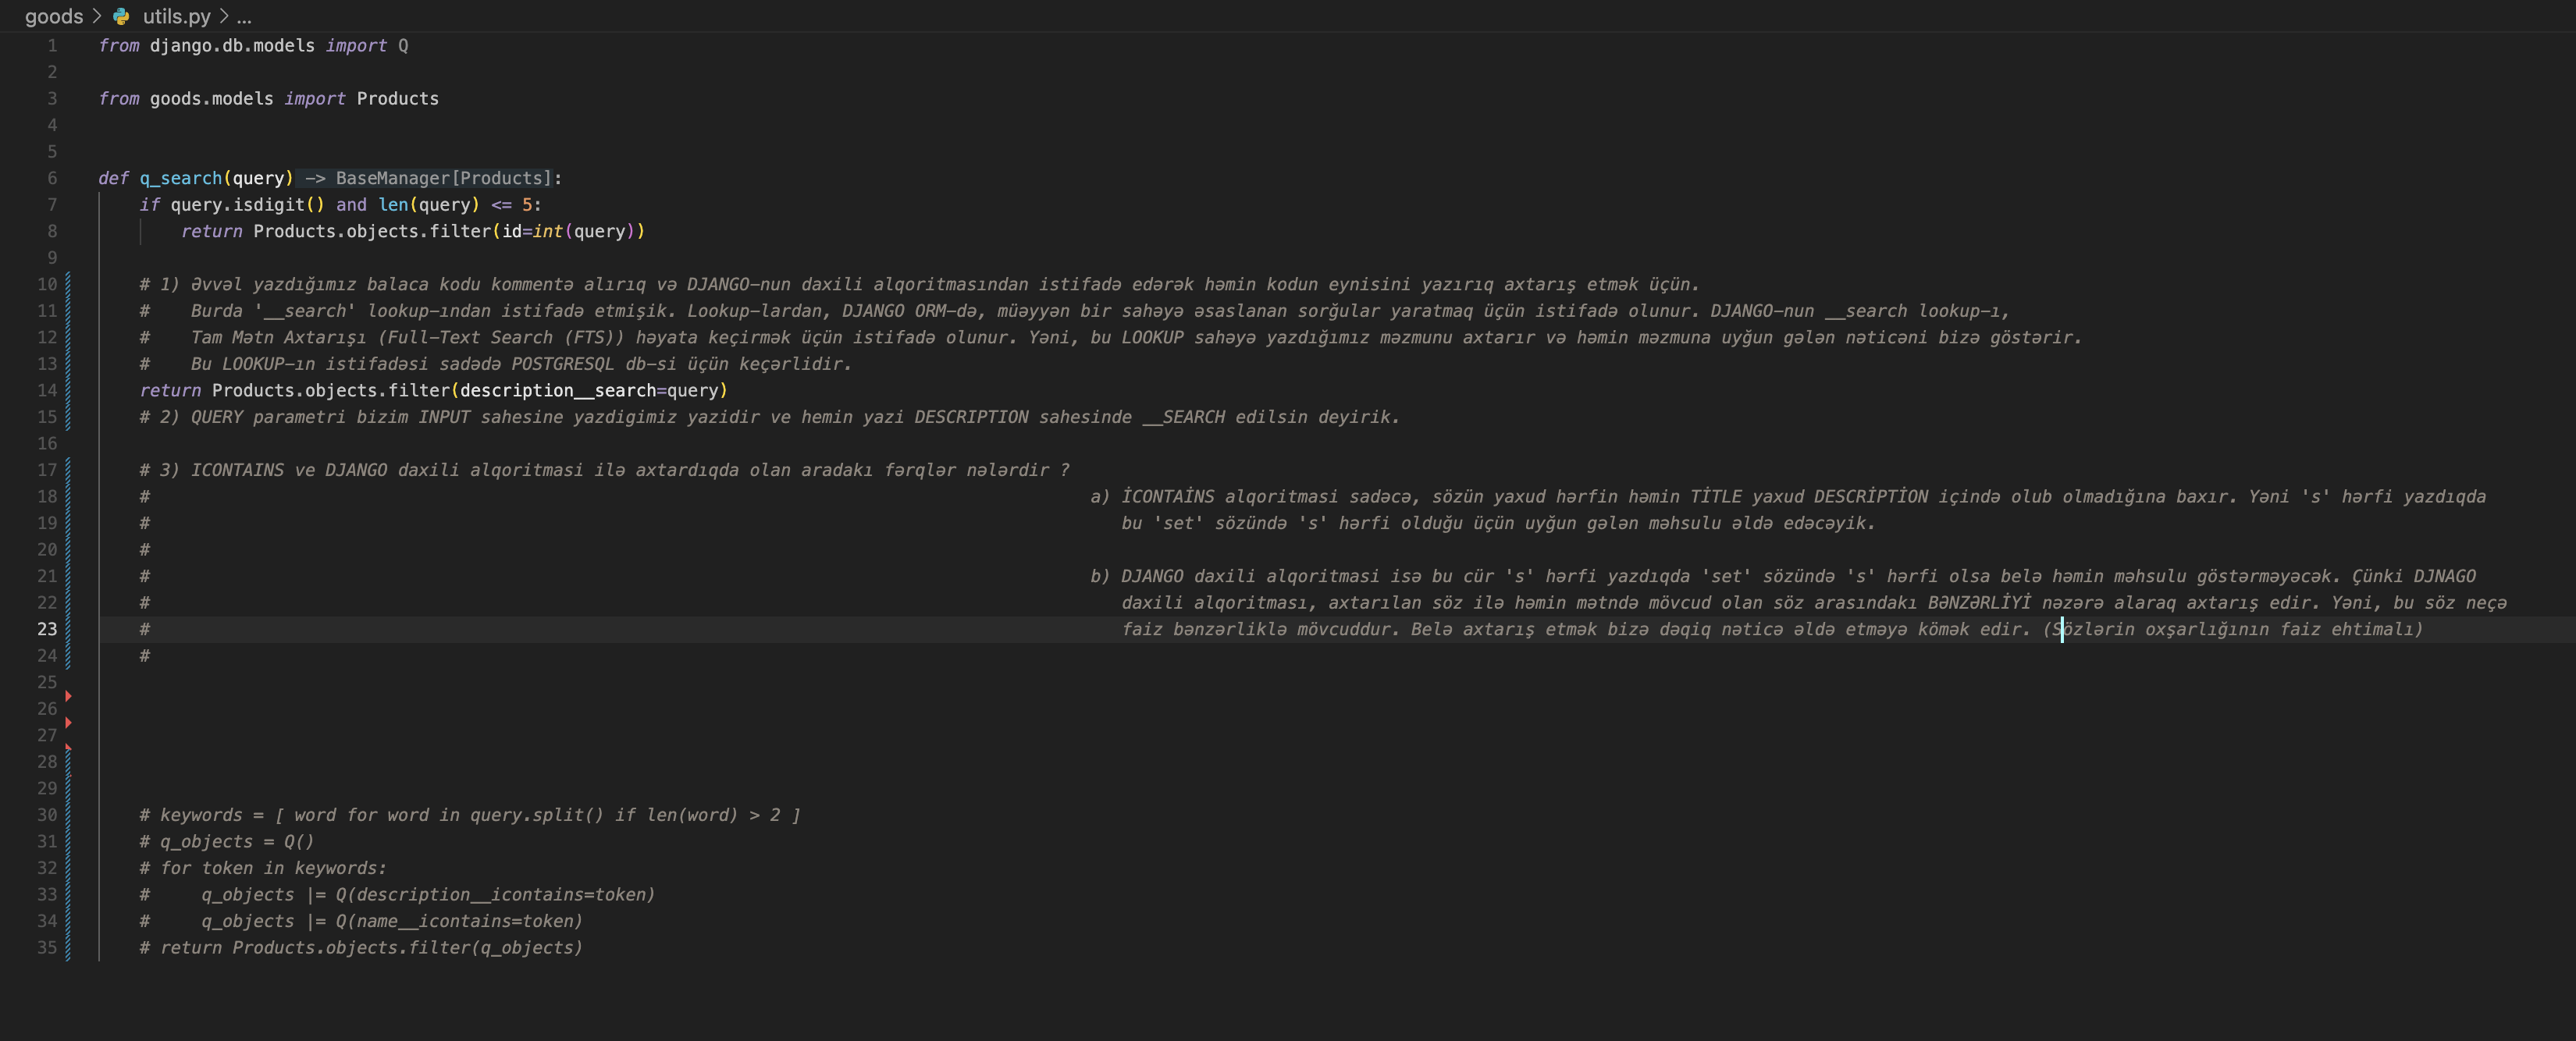 goods > utils.py > ...
1 from django.db.models import Q
2
3 from goods.models import Products
4
5
6 def q_search(query) -> BaseManager[Products]:
7 if query.isdigit() and len(query) <= 5:
8 return Products.objects.filter(id=int(query))
9
10 # 1) Əvvəl yazdığımız balaca kodu kommentə alırıq və DJANGO-nun daxili alqoritmasından istifadə edərək həmin kodun eynisini yazırıq axtarış etmək üçün.
11 # Burda '__search' lookup-ından istifadə etmişik. Lookup-lardan, DJANGO ORM-də, müəyyən bir sahəyə əsaslanan sorğular yaratmaq üçün istifadə olunur. DJANGO-nun __search lookup-ı,
12 # Tam Mətn Axtarışı (Full-Text Search (FTS)) həyata keçirmək üçün istifadə olunur. Yəni, bu LOOKUP sahəyə yazdığımız məzmunu axtarır və həmin məzmuna uyğun gələn nəticəni bizə göstərir.
13 # Bu LOOKUP-ın istifadəsi sadədə POSTGRESQL db-si üçün keçərlidir.
14 return Products.objects.filter(description__search=query)
15 # 2) QUERY parametri bizim INPUT sahesine yazdigimiz yazidir ve hemin yazi DESCRIPTION sahesinde __SEARCH edilsin deyirik.
16
17 # 3) ICONTAINS ve DJANGO daxili alqoritmasi ilə axtardıqda olan aradakı fərqlər nələrdir ?
18 # a) İCONTAİNS alqoritmasi sadəcə, sözün yaxud hərfin həmin TİTLE yaxud DESCRİPTİON içində olub olmadığına baxır. Yəni 's' hərfi yazdıqda
19 # bu 'set' sözündə 's' hərfi olduğu üçün uyğun gələn məhsulu əldə edəcəyik.
20 #
21 # b) DJANGO daxili alqoritmasi isə bu cür 's' hərfi yazdıqda 'set' sözündə 's' hərfi olsa belə həmin məhsulu göstərməyəcək. Çünki DJNAGO
22 # daxili alqoritması, axtarılan söz ilə həmin mətndə mövcud olan söz arasındakı BƏNZƏRLİYİ nəzərə alaraq axtarış edir. Yəni, bu söz neçə
23 # faiz bənzərliklə mövcuddur. Belə axtarış etmək bizə dəqiq nəticə əldə etməyə kömək edir. (Sözlərin oxşarlığının faiz ehtimalı)
24 #
25
26
27
28
29
30 # keywords = [ word for word in query.split() if len(word) > 2 ]
31 # q_objects = Q()
32 # for token in keywords:
33 # q_objects |= Q(description__icontains=token)
34 # q_objects |= Q(name__icontains=token)
35 # return Products.objects.filter(q_objects)